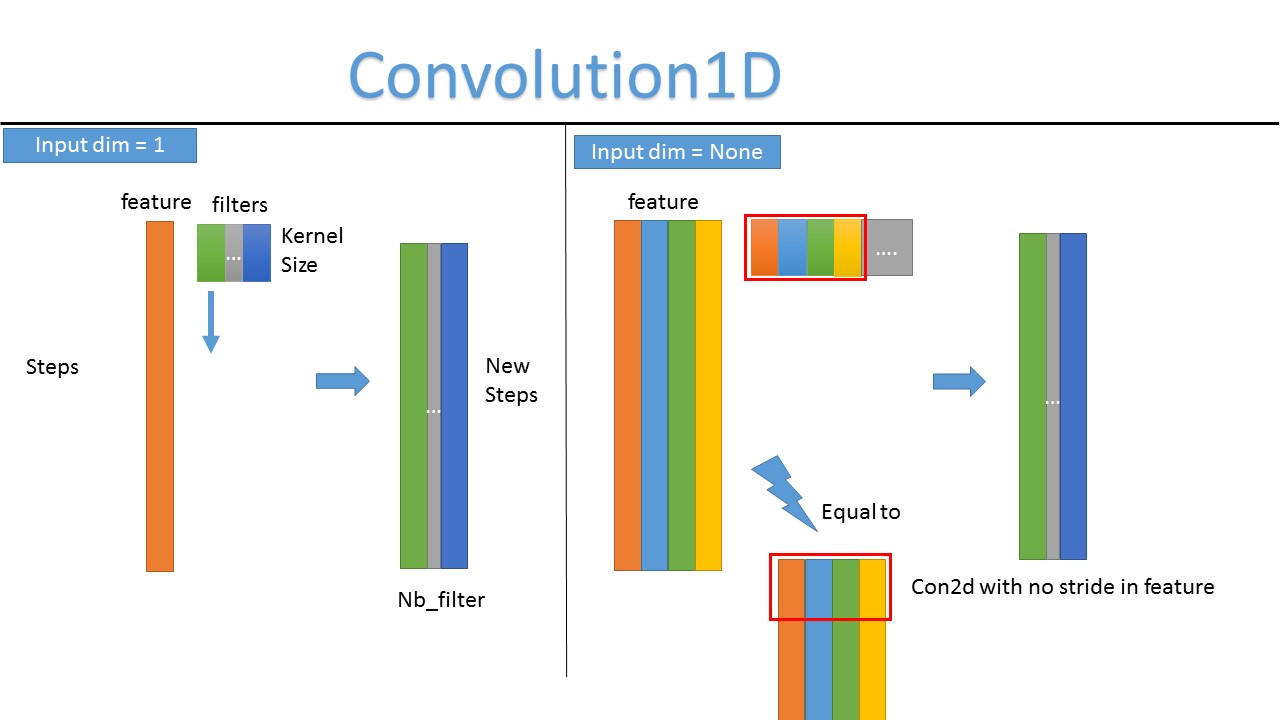 Convolution1D
Input dim = 1
feature
filters
...
Kernel
Size
Steps
...
New
Steps
Nb_filter
Input dim = None
feature
....
...
Equal to
Con2d with no stride in feature